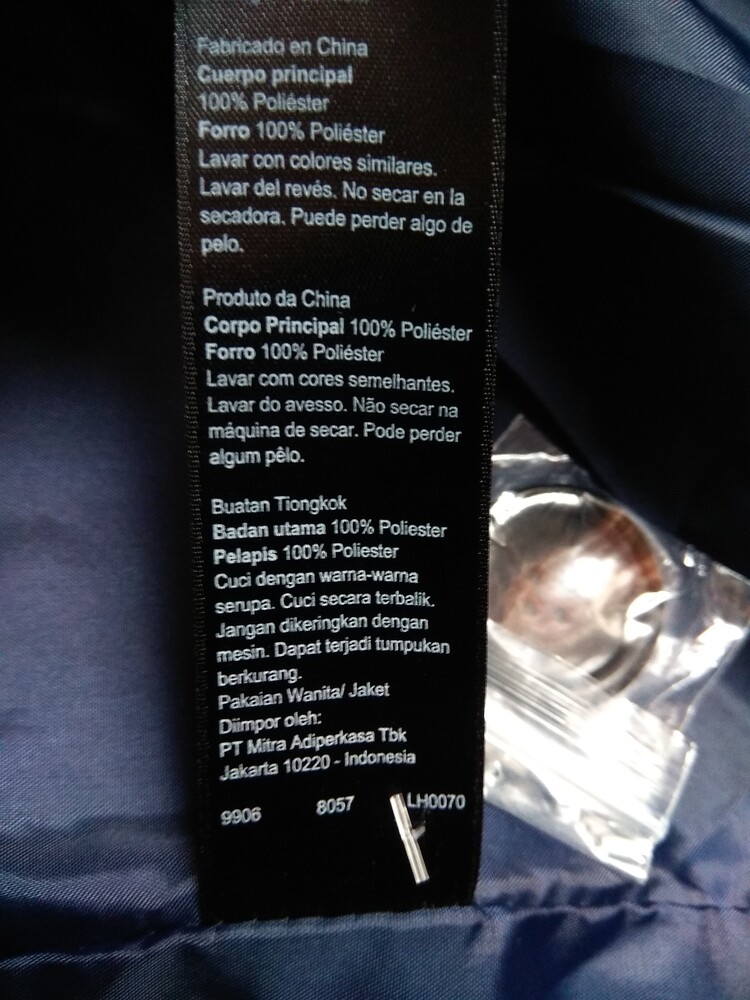 Fabricado en China
Cuerpo principal
100% Poliéster
Forro 100% Poliéster
Lavar con colores similares.
Lavar del revés. No secar en la
secadora. Puede perder algo de
pelo.
Produto da China
Corpo Principal 100% Poliéster
Forro 100% Poliéster
Lavar com cores semelhantes.
Lavar do avesso. Não secar na
máquina de secar. Pode perder
algum pêlo.
Buatan Tiongkok
Badan utama 100% Poliester
Pelapis 100% Poliester
Cuci dengan warna-warna
serupa. Cuci secara terbalik.
Jangan dikeringkan dengan
mesin. Dapat terjadi tumpukan
berkurang.
Pakaian Wanita/ Jaket
Diimpor oleh:
PT Mitra Adiperkasa Tbk
Jakarta 10220 - Indonesia
9906 8057 LH0070